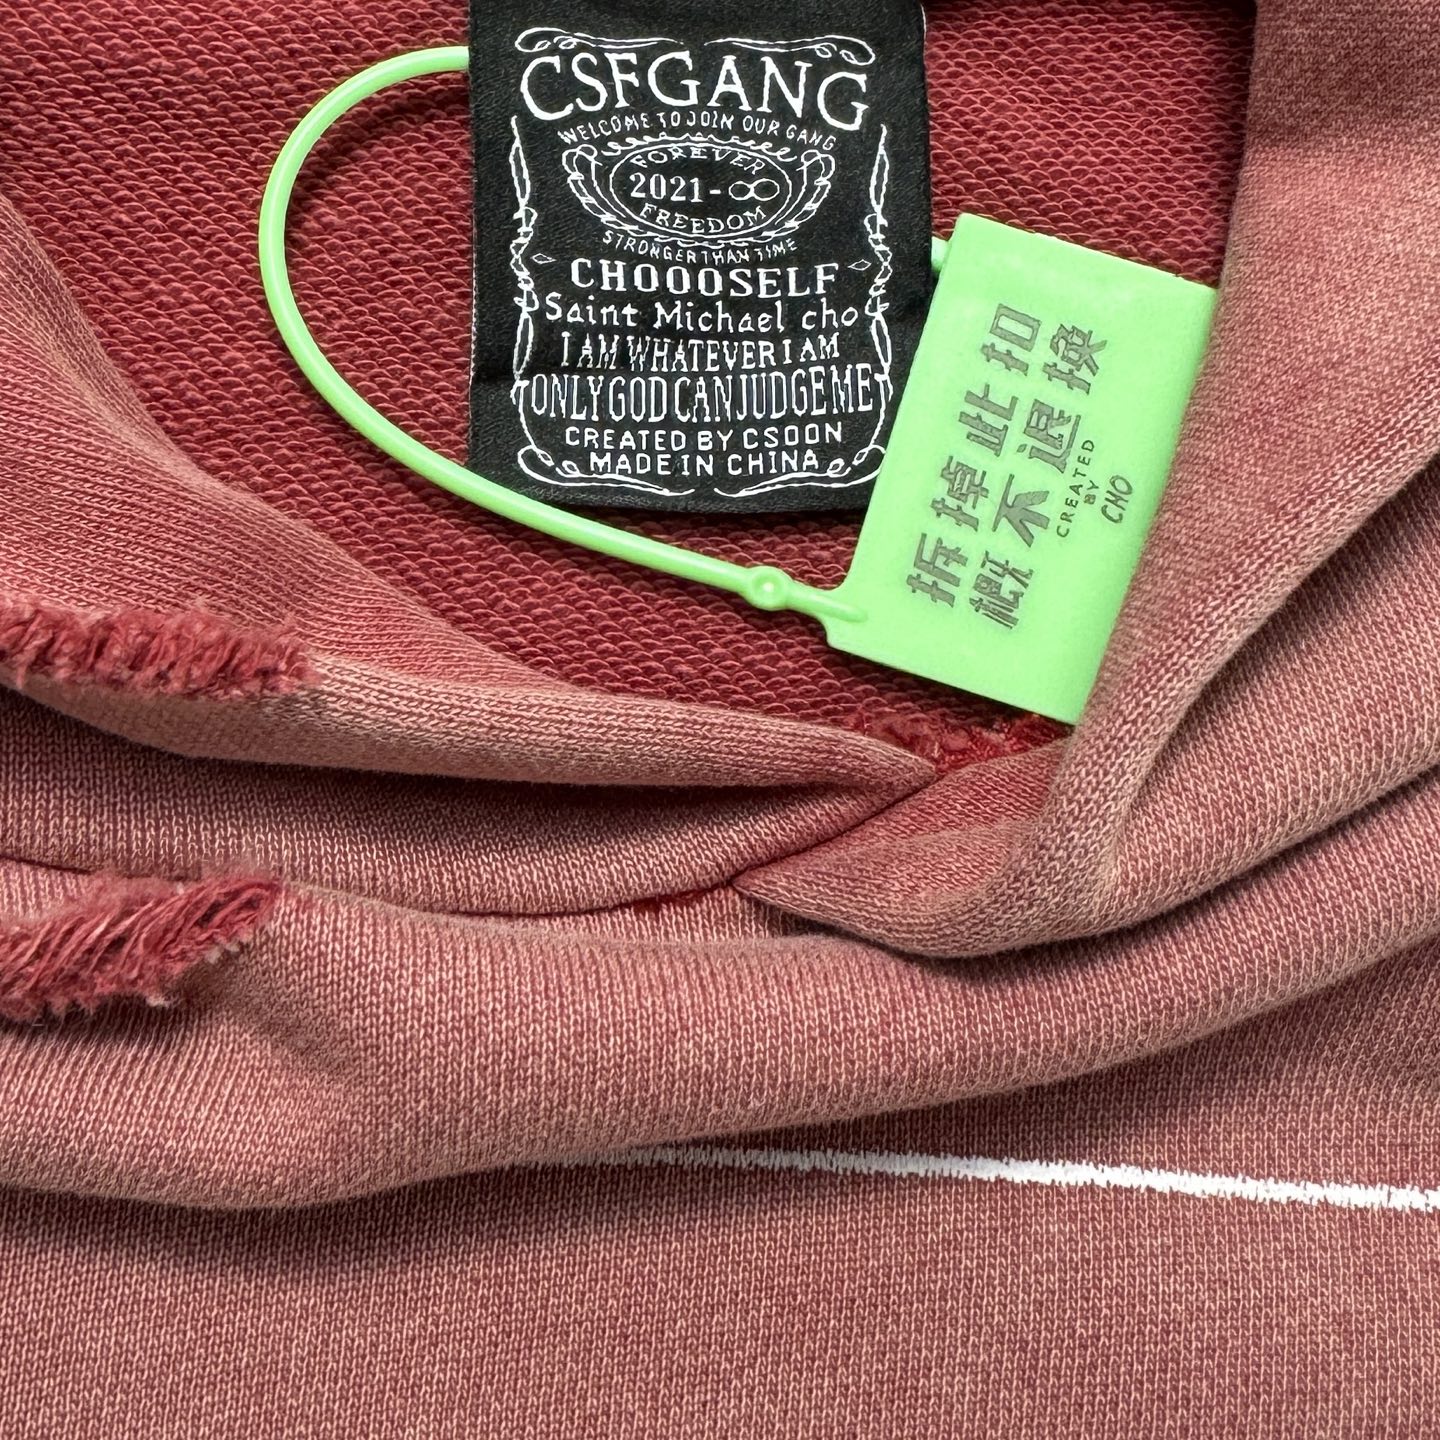 CSFGANG
WELCOME TO JOIN OUR GANG
FOREVER
2021-∞
FREEDOM
STRONGER THAN TIME
CHOOOSELF
Saint Michael cho
I AM WHATEVER I AM
ONLY GOD CAN JUDGE ME
CREATED BY CSOON
MADE IN CHINA
拆掉此扣
概不退换
CREATED
BY
CHO